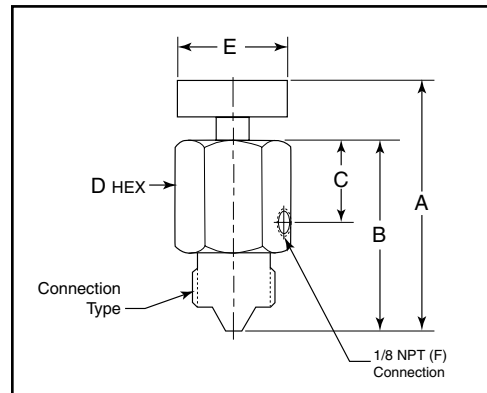 E
A
C
D HEX
B
Connection
Type
1/8 NPT (F)
Connection